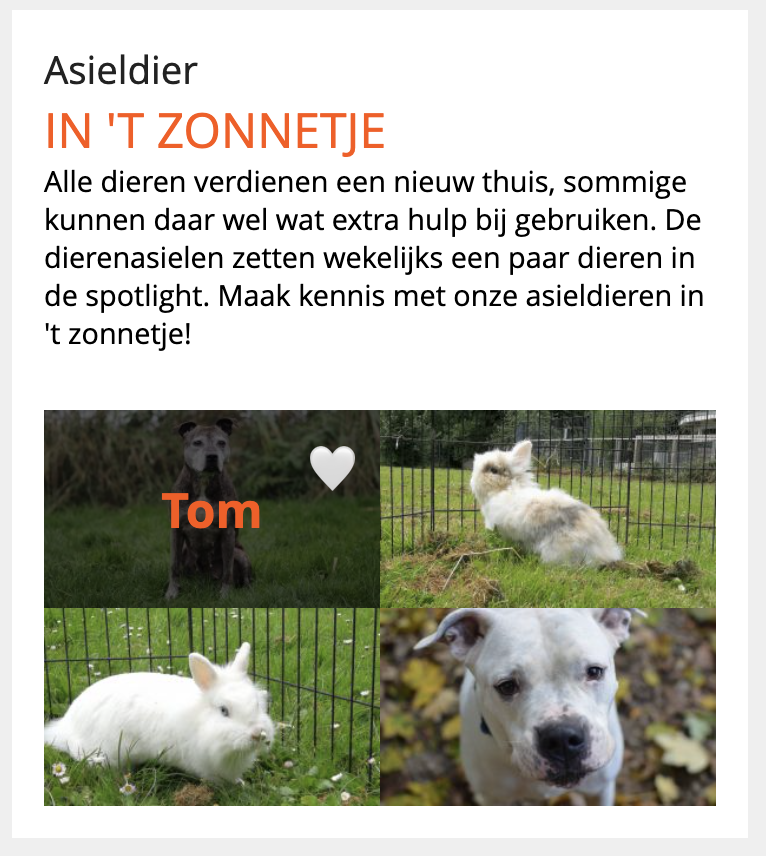 Asieldier
IN 'T ZONNETJE
Alle dieren verdienen een nieuw thuis, sommige
kunnen daar wel wat extra hulp bij gebruiken. De
dierenasielen zetten wekelijks een paar dieren in
de spotlight. Maak kennis met onze asieldieren in
't zonnetje!
Tom